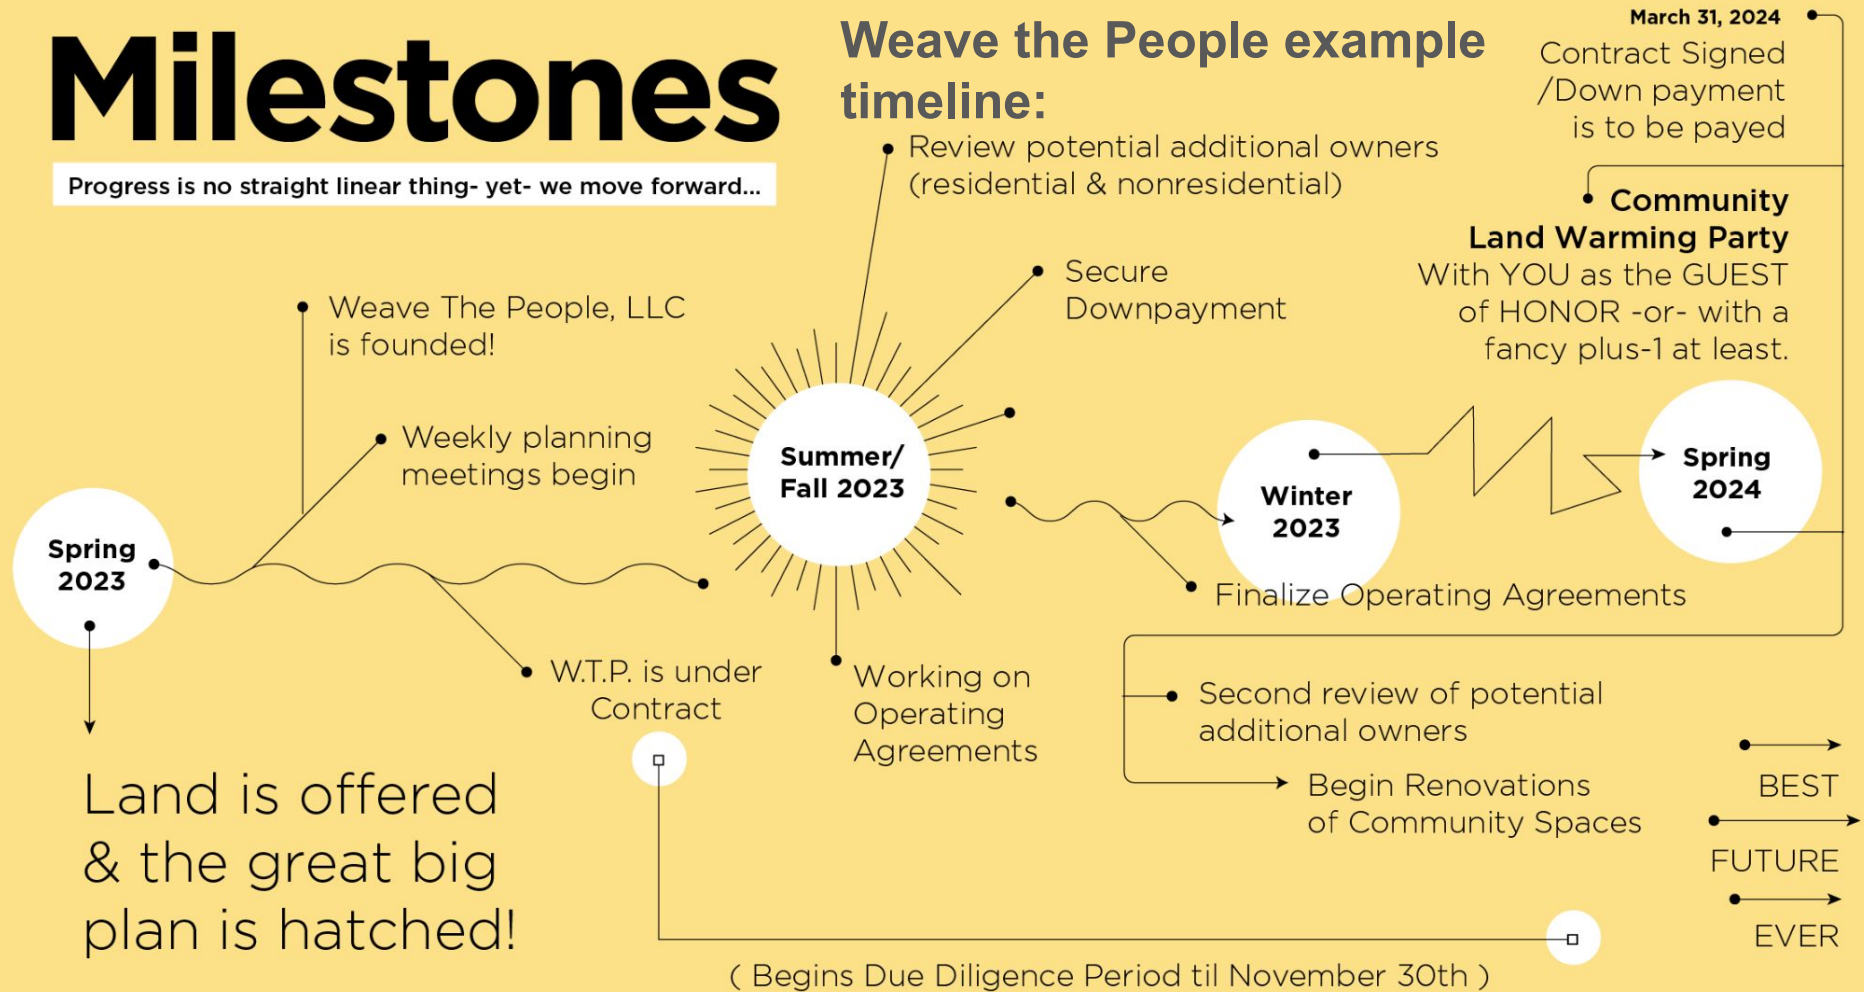 Milestones
Progress is no straight linear thing- yet- we move forward...
Weave the People example
timeline:
Spring
2023
Land is offered
& the great big
plan is hatched!
Weave The People, LLC
is founded!
Weekly planning
meetings begin
W.T.P. is under
Contract
( Begins Due Diligence Period til November 30th )
Summer/
Fall 2023
Review potential additional owners
(residential & nonresidential)
Secure
Downpayment
Working on
Operating
Agreements
Winter
2023
Finalize Operating Agreements
Spring
2024
March 31, 2024
Contract Signed
/Down payment
is to be payed
Community
Land Warming Party
With YOU as the GUEST
of HONOR -or- with a
fancy plus-1 at least.
Second review of potential
additional owners
Begin Renovations
of Community Spaces
BEST
FUTURE
EVER